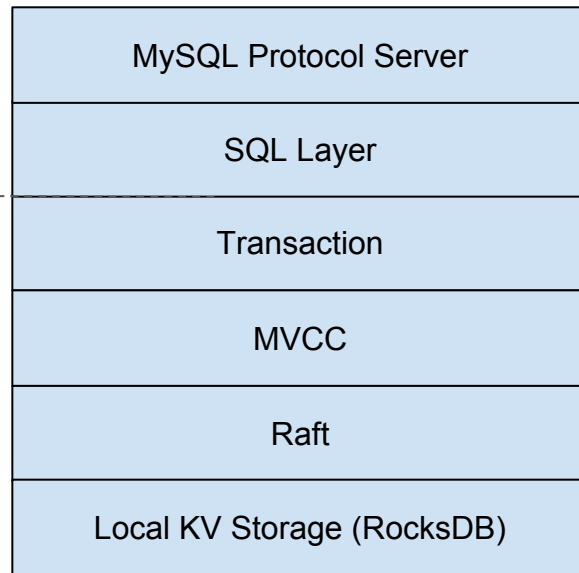 MySQL Protocol Server
SQL Layer
Transaction
MVCC
Raft
Local KV Storage (RocksDB)